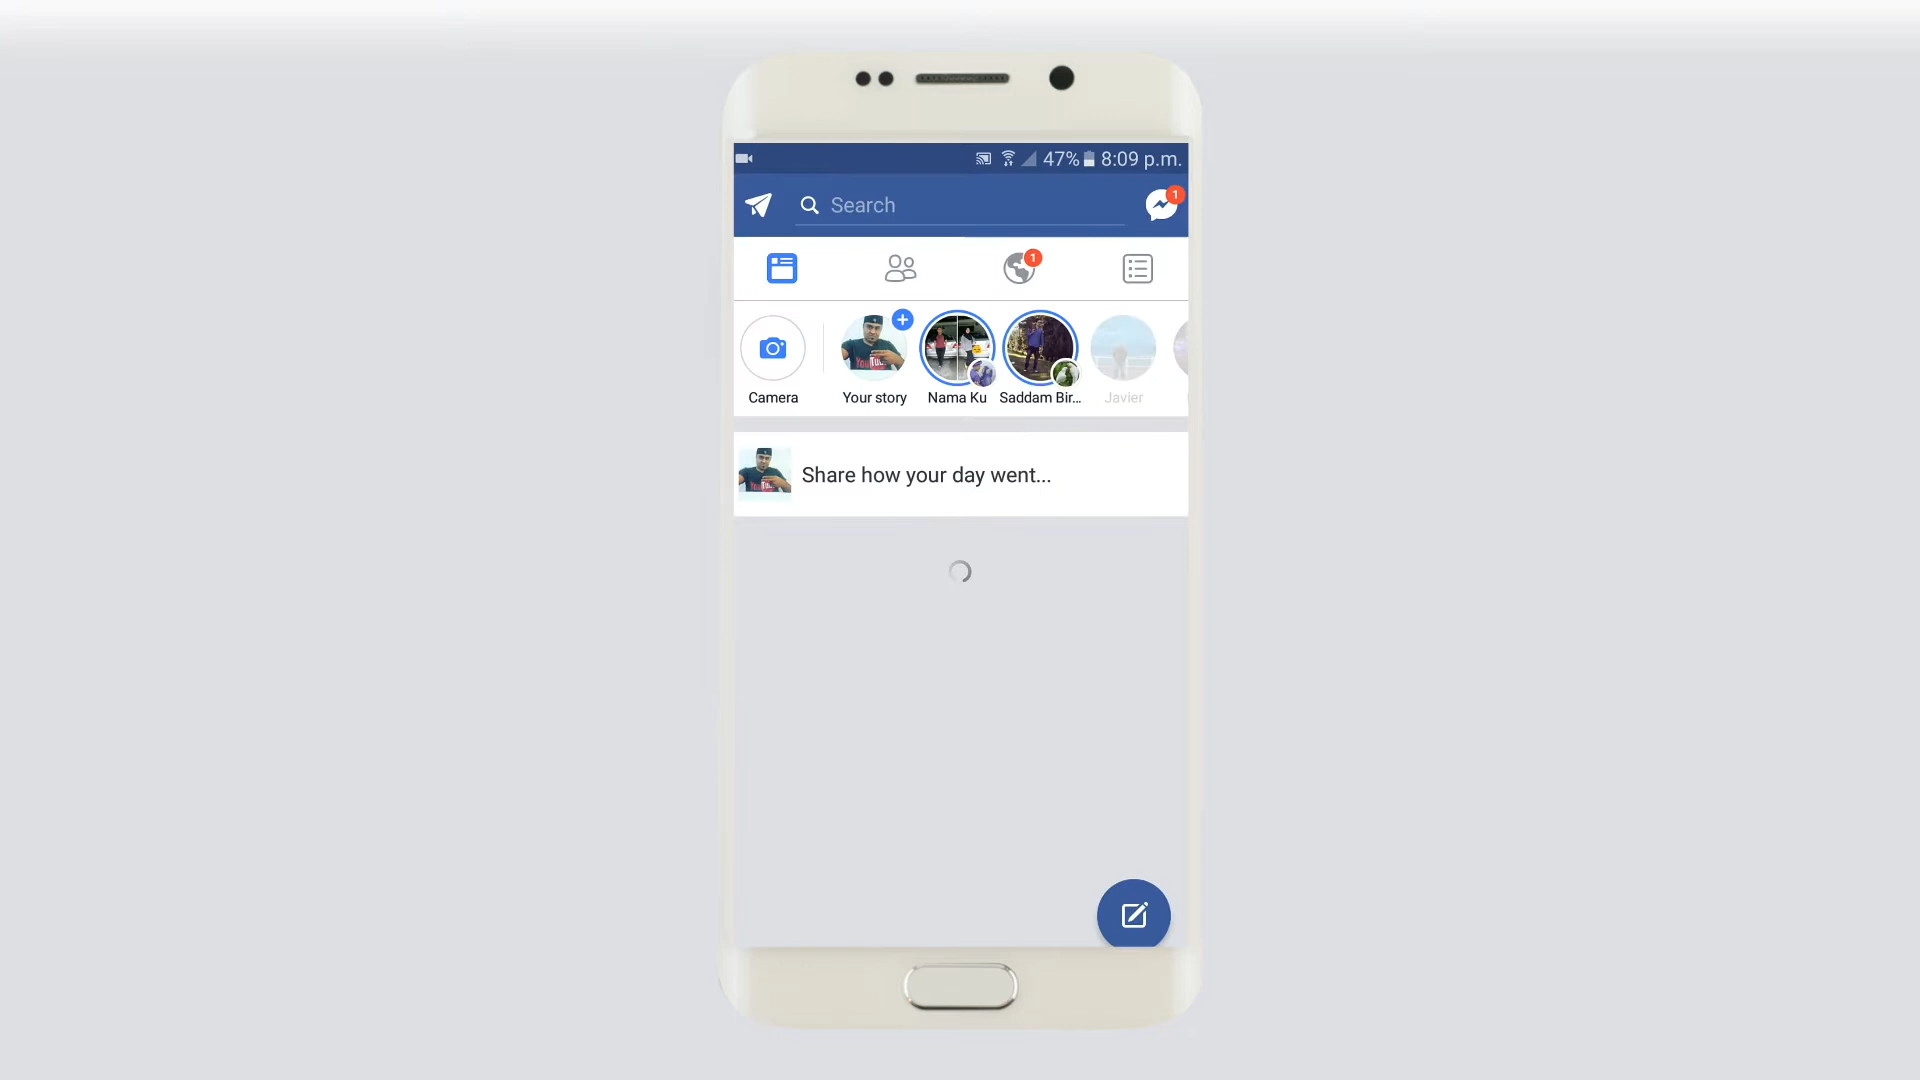 47% 8:09 p.m.
Search
1
1
Camera
Your story
Nama Ku
Saddam Bir...
Javier
Share how your day went...